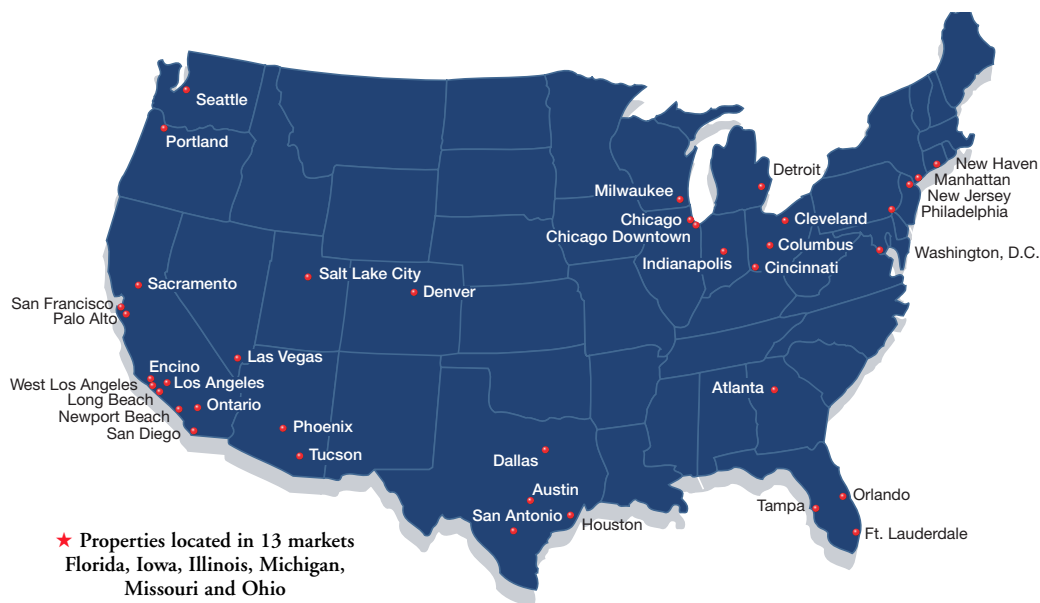 Seattle
Portland
Detroit
New Haven
Manhattan
New Jersey
Philadelphia
Milwaukee
Chicago
Chicago Downtown
Cleveland
Columbus
Indianapolis
Cincinnati
Washington, D.C.
Salt Lake City
Denver
Sacramento
San Francisco
Palo Alto
Las Vegas
Encino
West Los Angeles
Los Angeles
Long Beach
Ontario
Newport Beach
San Diego
Phoenix
Tucson
Atlanta
Dallas
Austin
San Antonio
Houston
Orlando
Tampa
Ft. Lauderdale
★ Properties located in 13 markets
Florida, Iowa, Illinois, Michigan,
Missouri and Ohio